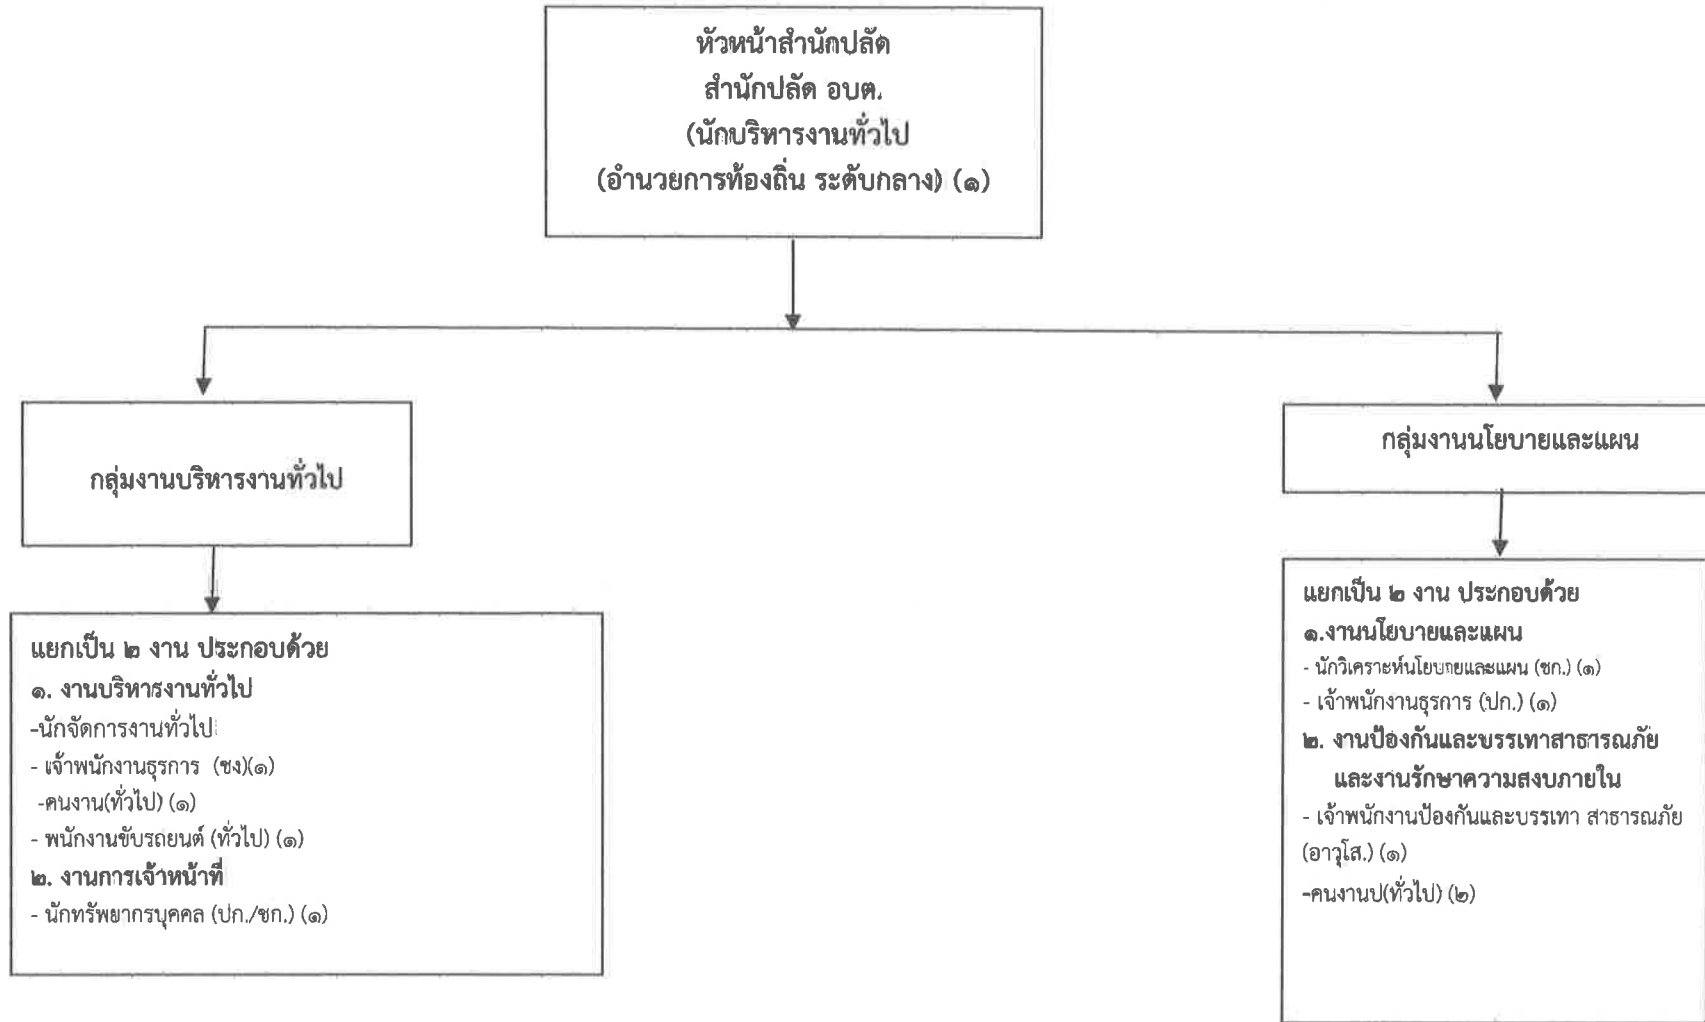 หัวหน้าสำนักปลัด
สำนักปลัด อบต.
(นักบริหารงานทั่วไป
(อำนวยการท้องถิ่น ระดับกลาง) (๑)
กลุ่มงานบริหารงานทั่วไป
แยกเป็น ๒ งาน ประกอบด้วย
๑. งานบริหารงานทั่วไป
-นักจัดการงานทั่วไป
- เจ้าพนักงานธุรการ (ชง)(๑)
-คนงาน(ทั่วไป) (๑)
- พนักงานขับรถยนต์ (ทั่วไป) (๑)
๒. งานการเจ้าหน้าที่
- นักทรัพยากรบุคคล (ปก./ชก.) (๑)
กลุ่มงานนโยบายและแผน
แยกเป็น ๒ งาน ประกอบด้วย
๑.งานนโยบายและแผน
- นักวิเคราะห์นโยบายและแผน (ชก.) (๑)
- เจ้าพนักงานธุรการ (ปก.) (๑)
๒. งานป้องกันและบรรเทาสาธารณภัย
และงานรักษาความสงบภายใน
- เจ้าพนักงานป้องกันและบรรเทา สาธารณภัย
(อาวุโส.) (๑)
-คนงานป(ทั่วไป) (๒)